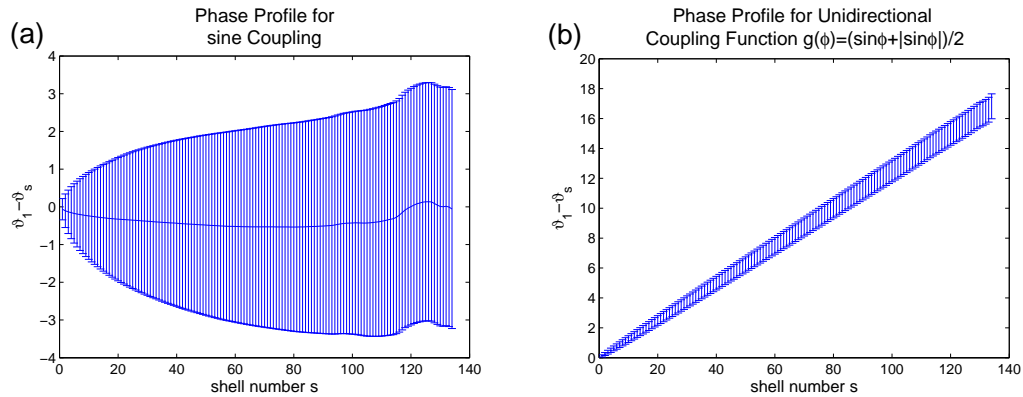 (a)
Phase Profile for
sine Coupling
4
3
2
1
0
−1
−2
−3
−4
ϑ1−ϑs
0 20 40 60 80 100 120 140
shell number s
(b)
Phase Profile for Unidirectional
Coupling Function g(ϕ)=(sinϕ+|sinϕ|)/2
20
18
16
14
12
10
8
6
4
2
0
ϑ1−ϑs
0 20 40 60 80 100 120 140
shell number s